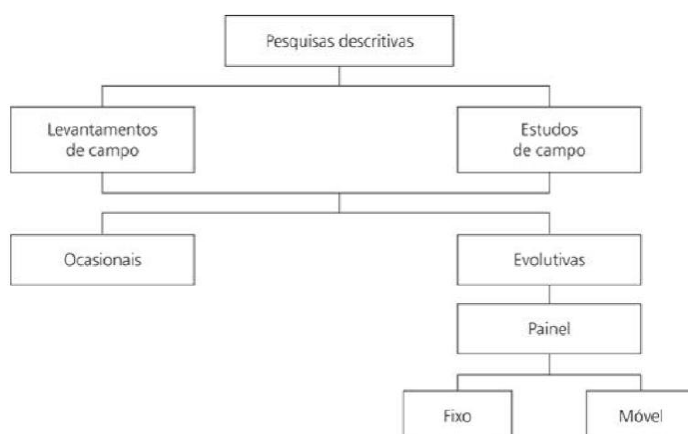 Pesquisas descritivas
Levantamentos
de campo
Estudos
de campo
Ocasionais
Evolutivas
Painel
Fixo
Móvel